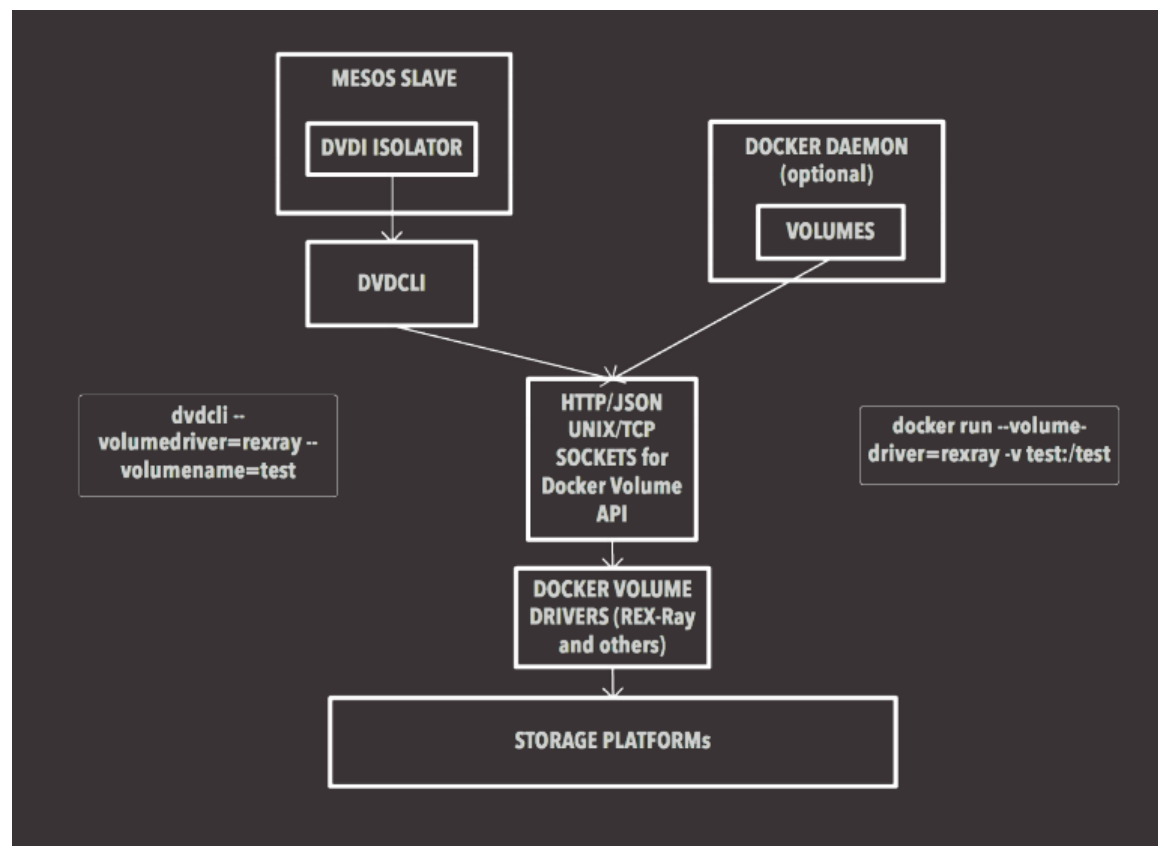 MESOS SLAVE
DVDI ISOLATOR
DOCKER DAEMON
(optional)
VOLUMES
DVDCLI
HTTP/JSON
UNIX/TCP
SOCKETS for
Docker Volume
API
dvdcli --
volumedriver=rexray --
volumename=test
docker run --volume-
driver=rexray -v test:/test
DOCKER VOLUME
DRIVERS (REX-Ray
and others)
STORAGE PLATFORMs